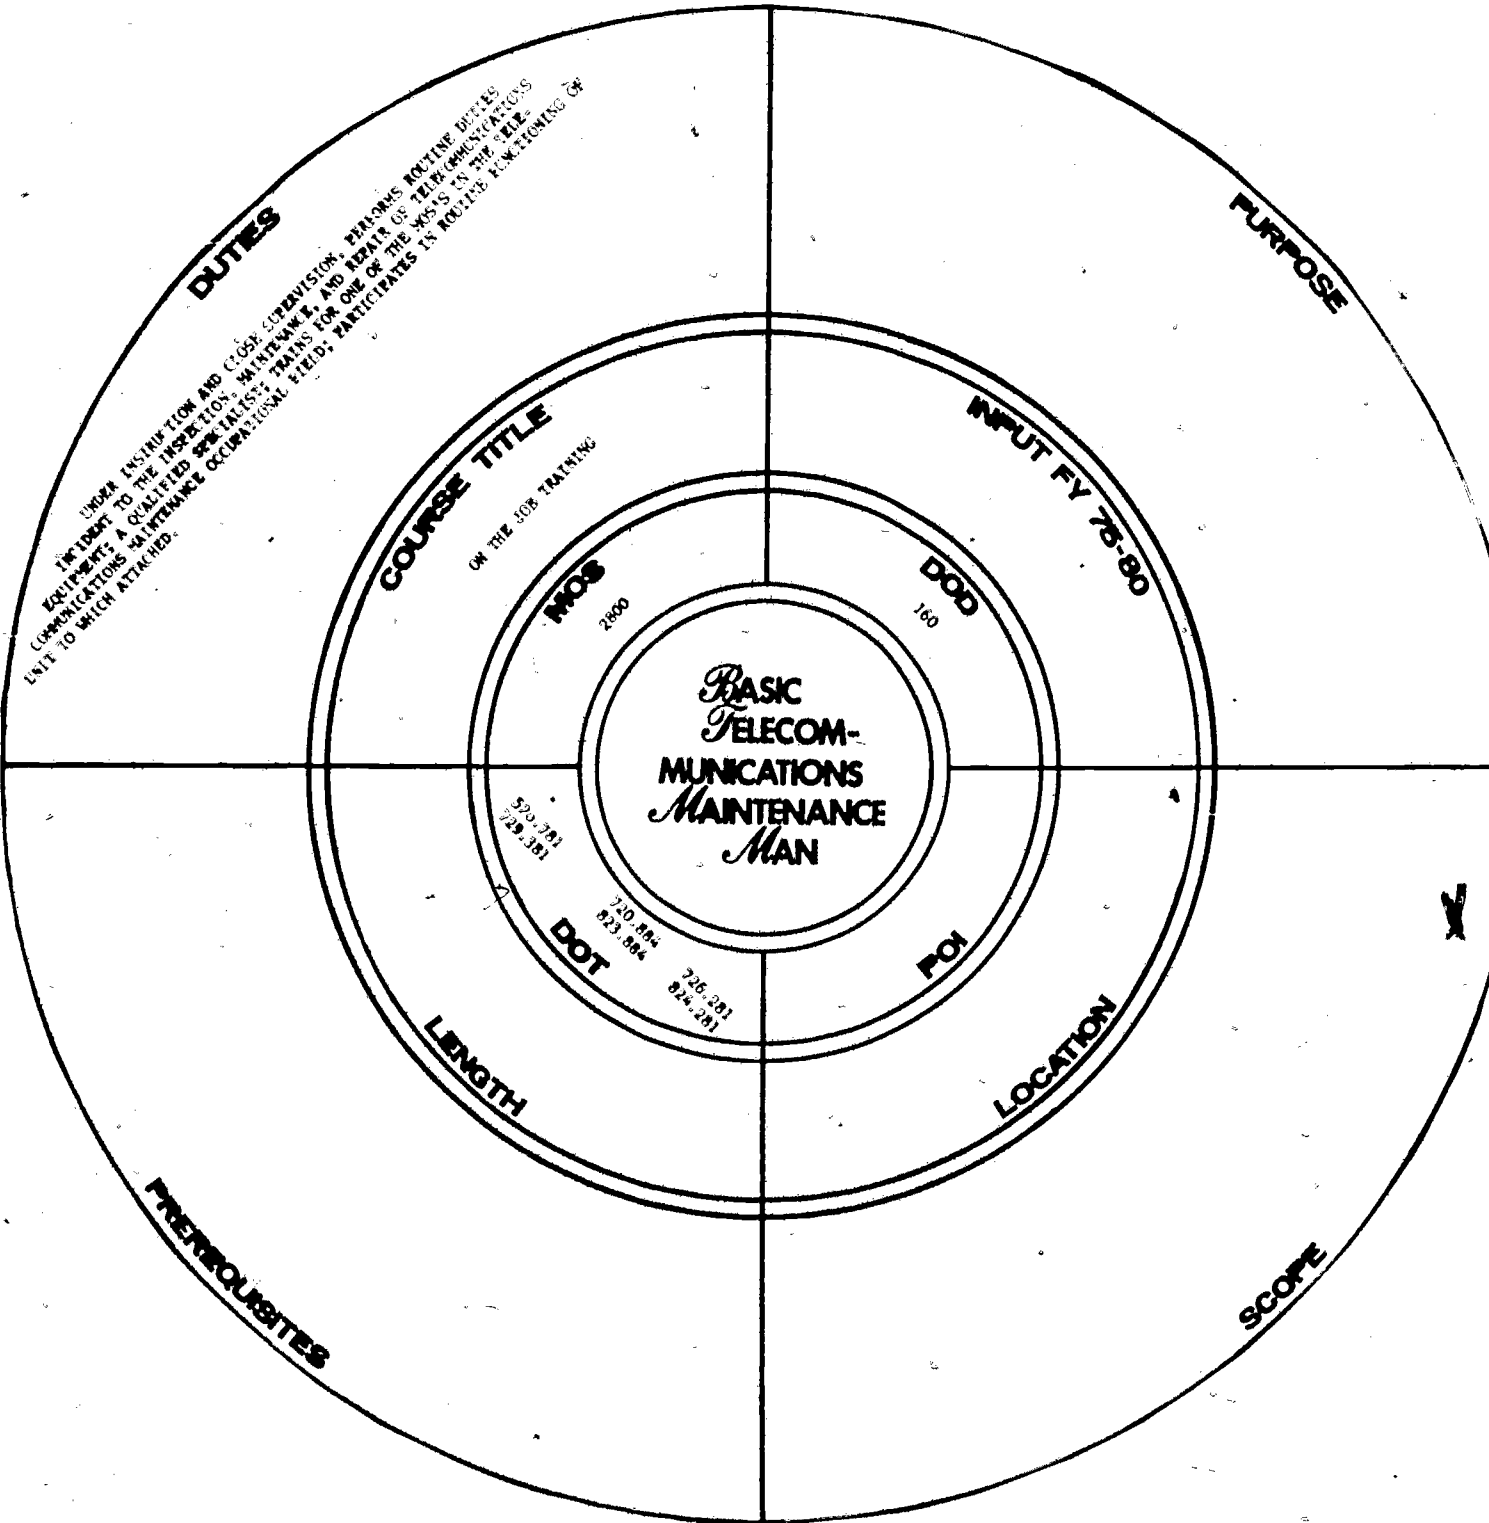 DUTIES
UNDER INSTRUCTION AND CLOSE SUPERVISION, PERFORMS ROUTINE DUTIES
INCIDENT TO THE INSPECTION, MAINTENANCE, AND REPAIR OF TELECOMMUNICATIONS
EQUIPMENT; A QUALIFIED SPECIALIST; TRAINS FOR ONE OF THE MOS'S IN THE TELE-
COMMUNICATIONS MAINTENANCE OCCUPATIONAL FIELD; PARTICIPATES IN ROUTINE FUNCTIONING OF
UNIT TO WHICH ATTACHED.
PURPOSE
COURSE TITLE
ON THE JOB TRAINING
INPUT FY 75-80
MOS
2800
DOD
160
BASIC
TELECOM-
MUNICATIONS
MAINTENANCE
MAN
729.381
DOT
720.884
823.884
726.281
824.281
POI
LENGTH
LOCATION
PREREQUISITES
SCOPE